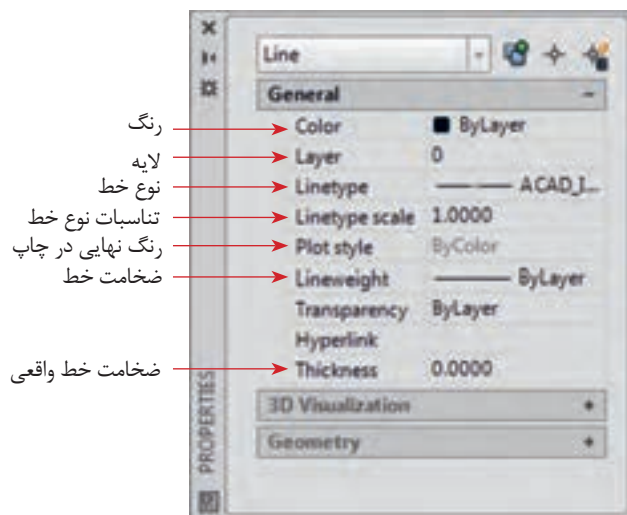 Line
General
رنگ Color ByLayer
لایه Layer 0
نوع خط Linetype ACAD_I...
تناسبات نوع خط Linetype scale 1.0000
رنگ نهایی در چاپ Plot style ByColor
ضخامت خط Lineweight ByLayer
Transparency ByLayer
Hyperlink
ضخامت خط واقعی Thickness 0.0000
3D Visualization
Geometry
PROPERTIES